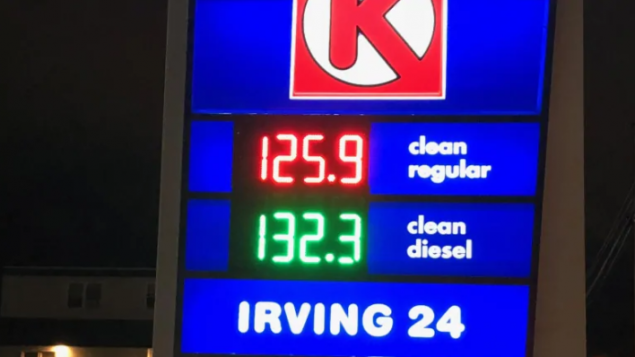 K
125.9 clean
regular
132.3 clean
diesel
IRVING 24